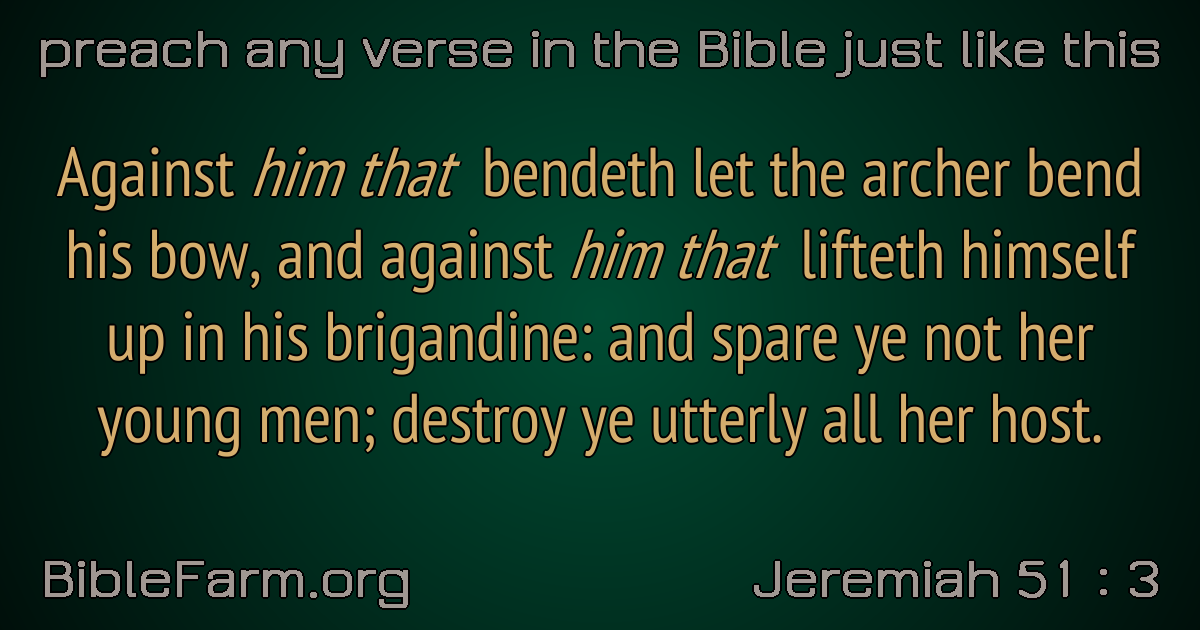 preach any verse in the Bible just like this
Against him that bendeth let the archer bend
his bow, and against him that lifteth himself
up in his brigandine: and spare ye not her
young men; destroy ye utterly all her host.
BibleFarm.org
Jeremiah 51 : 3